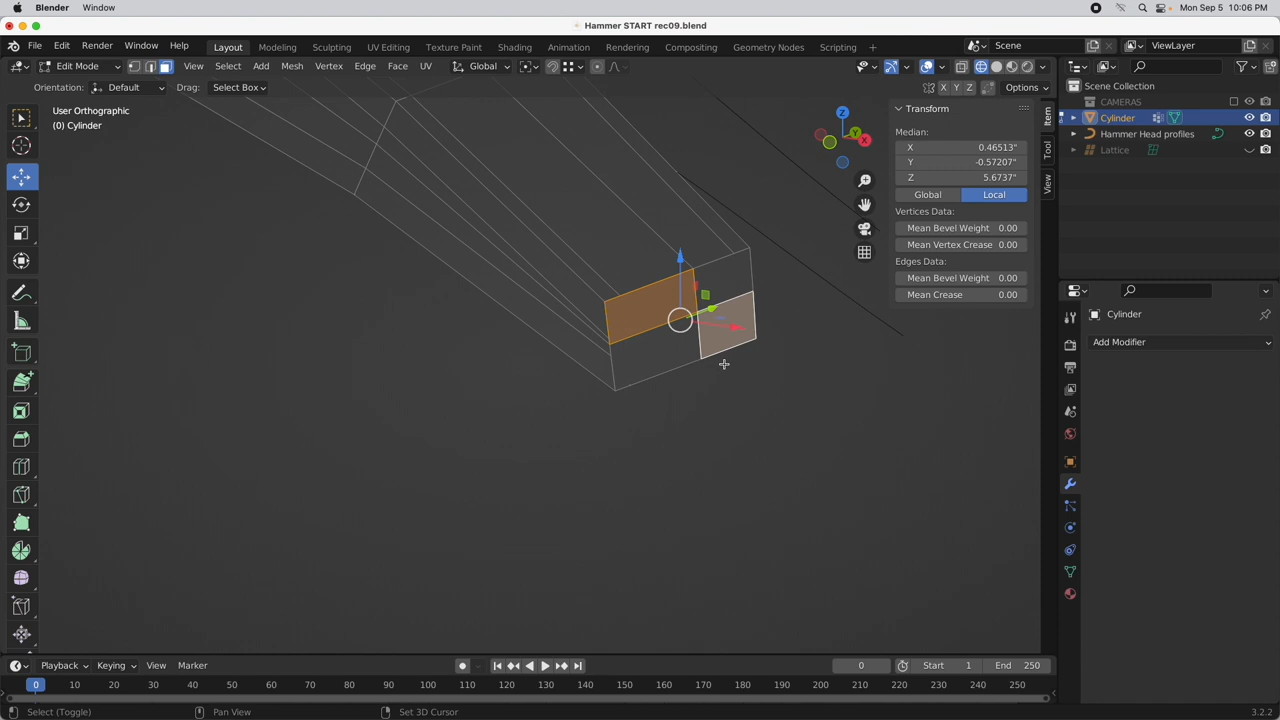 Blender Window Mon Sep 5 10:06 PM
Hammer START rec09.blend
File Edit Render Window Help Layout Modeling Sculpting UV Editing Texture Paint Shading Animation Rendering Compositing Geometry Nodes Scripting + Scene ViewLayer
Edit Mode View Select Add Mesh Vertex Edge Face UV Global
Orientation: Default Drag: Select Box X Y Z Options
User Orthographic
(0) Cylinder
Z
Y
X
Transform
Median:
X 0.46513"
Y -0.57207"
Z 5.6737"
Global Local
Vertices Data:
Mean Bevel Weight 0.00
Mean Vertex Crease 0.00
Edges Data:
Mean Bevel Weight 0.00
Mean Crease 0.00
Item
Tool
View
Scene Collection
CAMERAS
Cylinder
Hammer Head profiles
Lattice
Cylinder
Add Modifier
Playback Keying View Marker 0 Start 1 End 250
0 10 20 30 40 50 60 70 80 90 100 110 120 130 140 150 160 170 180 190 200 210 220 230 240 250
Select (Toggle) Pan View Set 3D Cursor 3.2.2